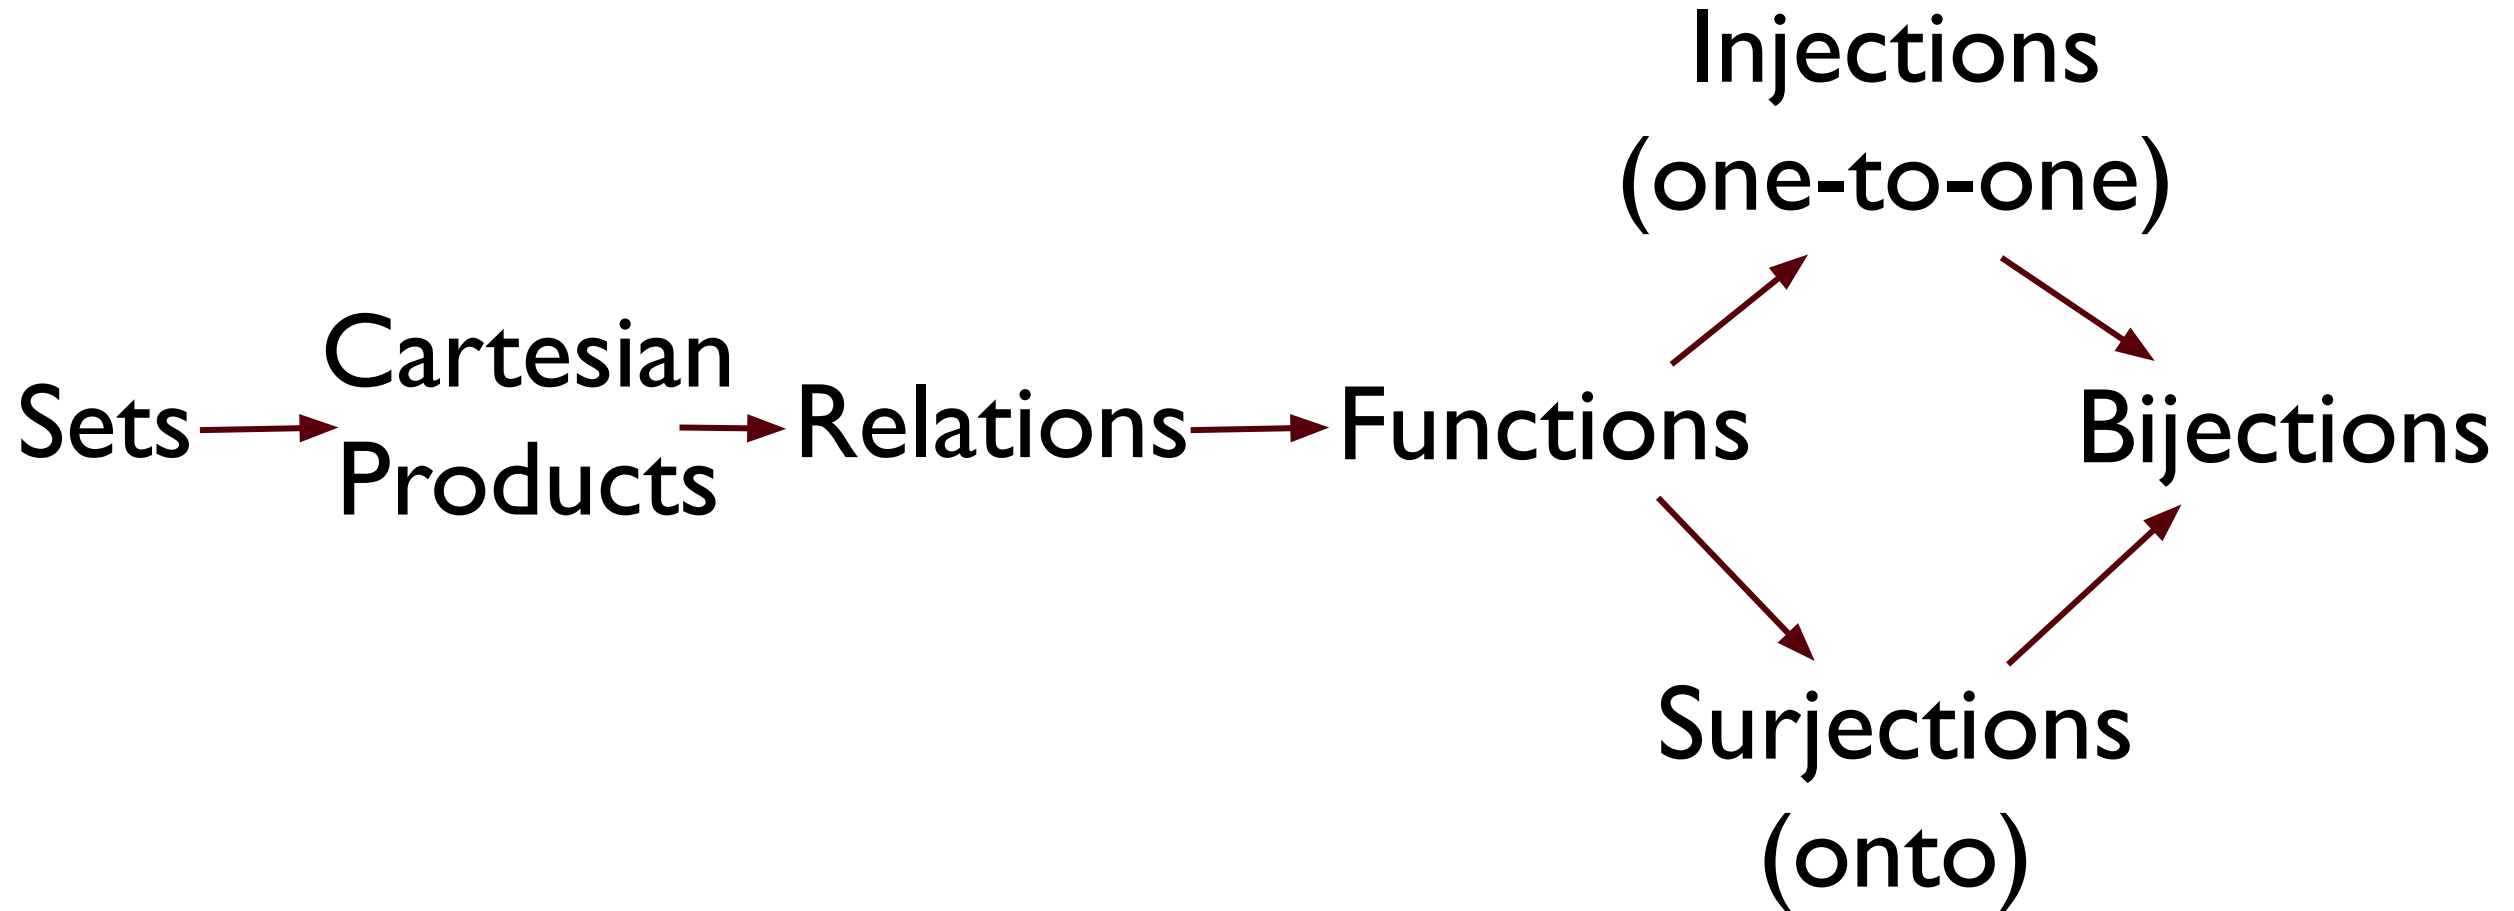 Injections
(one-to-one)
Cartesian
Products
Sets
Relations
Functions
Bijections
Surjections
(onto)